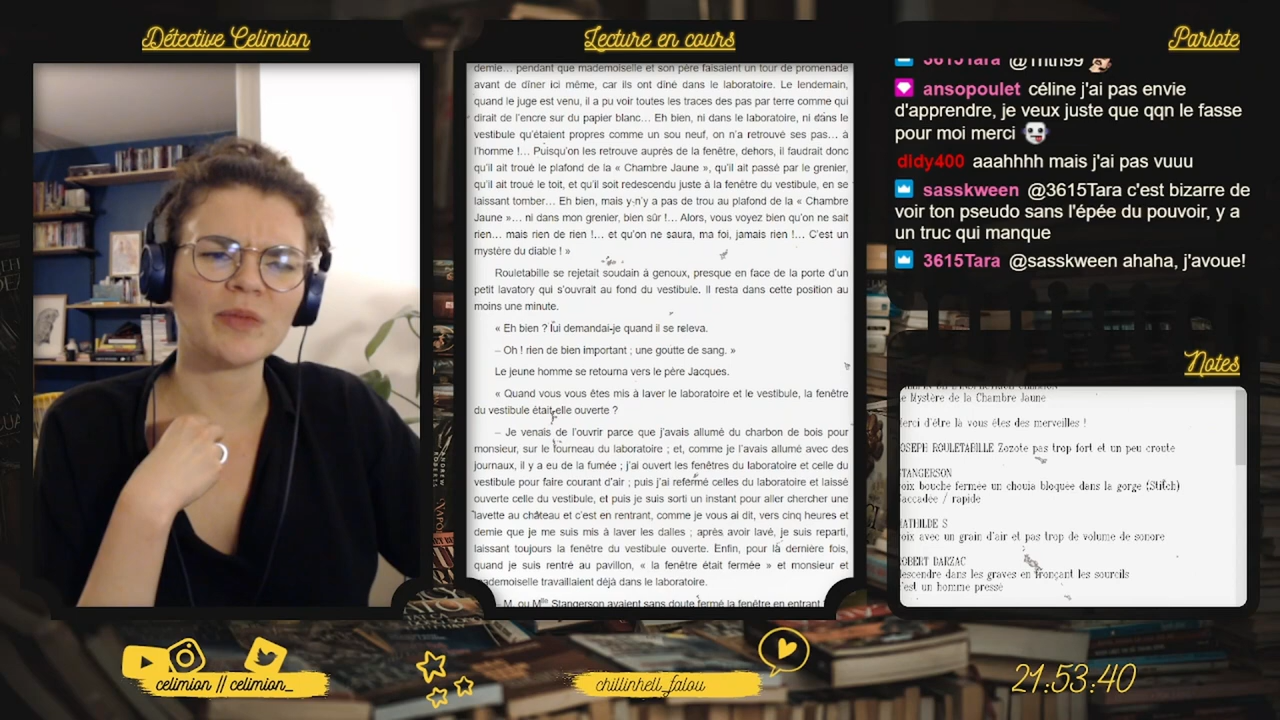 Détective Celimion
Lecture en cours
Parlote
demie… pendant que mademoiselle et son père faisaient un tour de promenade
avant de dîner ici même, car ils ont dîné dans le laboratoire. Le lendemain,
quand le juge est venu, il a pu voir toutes les traces des pas par terre comme qui
dirait de l'encre sur du papier blanc… Eh bien, ni dans le laboratoire, ni dans le
vestibule qu'étaient propres comme un sou neuf, on n'a retrouvé ses pas… à
l'homme !… Puisqu'on les retrouve auprès de la fenêtre, dehors, il faudrait donc
qu'il ait troué le plafond de la « Chambre Jaune », qu'il ait passé par le grenier,
qu'il ait troué le toit, et qu'il soit redescendu juste à la fenêtre du vestibule, en se
laissant tomber… Eh bien, mais y-n'y a pas de trou au plafond de la « Chambre
Jaune »… ni dans mon grenier, bien sûr !… Alors, vous voyez bien qu'on ne sait
rien… mais rien de rien !… et qu'on ne saura, ma foi, jamais rien !… C'est un
mystère du diable ! »
Rouletabille se rejetait soudain à genoux, presque en face de la porte d'un
petit lavatory qui s'ouvrait au fond du vestibule. Il resta dans cette position au
moins une minute.
« Eh bien ? lui demandai-je quand il se releva.
– Oh ! rien de bien important ; une goutte de sang. »
Le jeune homme se retourna vers le père Jacques.
« Quand vous vous êtes mis à laver le laboratoire et le vestibule, la fenêtre
du vestibule était-elle ouverte ?
– Je venais de l'ouvrir parce que j'avais allumé du charbon de bois pour
monsieur, sur le fourneau du laboratoire ; et, comme je l'avais allumé avec des
journaux, il y a eu de la fumée ; j'ai ouvert les fenêtres du laboratoire et celle du
vestibule pour faire courant d'air ; puis j'ai refermé celles du laboratoire et laissé
ouverte celle du vestibule, et puis je suis sorti un instant pour aller chercher une
lavette au château et c'est en rentrant, comme je vous ai dit, vers cinq heures et
demie que je me suis mis à laver les dalles ; après avoir lavé, je suis reparti,
laissant toujours la fenêtre du vestibule ouverte. Enfin, pour la dernière fois,
quand je suis rentré au pavillon, « la fenêtre était fermée » et monsieur et
mademoiselle travaillaient déjà dans le laboratoire.
– M. ou Mlle Stangerson avaient sans doute fermé la fenêtre en entrant
3615Tara @mth99
ansopoulet céline j'ai pas envie
d'apprendre, je veux juste que qqn le fasse
pour moi merci
dldy400 aaahhhh mais j'ai pas vuuu
sasskween @3615Tara c'est bizarre de
voir ton pseudo sans l'épée du pouvoir, y a
un truc qui manque
3615Tara @sasskween ahaha, j'avoue!
Notes
e Mystère de la Chambre Jaune
erci d'être là vous êtes des merveilles !
OSEPH ROULETABILLE Zozote pas trop fort et un peu croute
TANGERSON
oix bouche fermée un chouia bloquée dans la gorge (Stitch)
accadée / rapide
ATHILDE S
oix avec un grain d'air et pas trop de volume de sonore
OBERT DARZAC
escendre dans les graves en fronçant les sourcils
'est un homme pressé
celimion // celimion_
chillinhell_falou
21:53:40